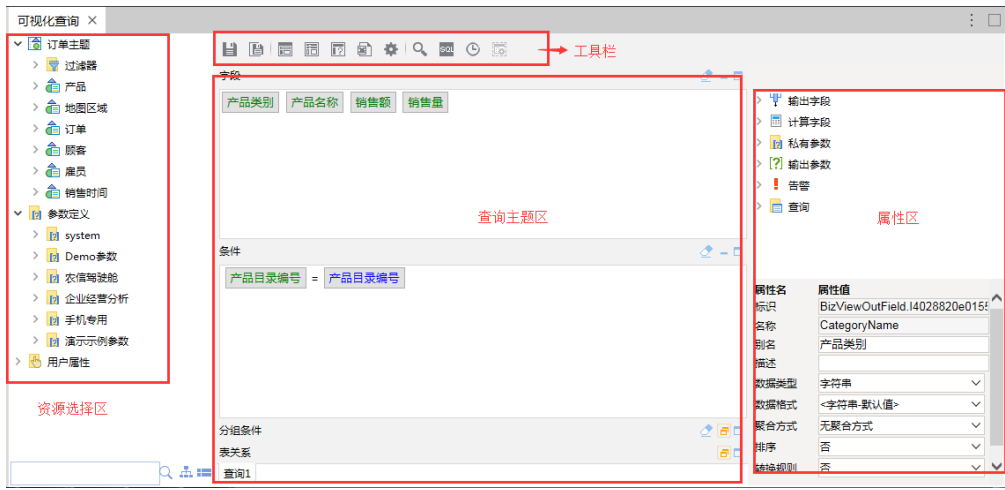 可视化查询 ×
订单主题
过滤器
产品
地图区域
订单
顾客
雇员
销售时间
参数定义
system
Demo参数
农信驾驶舱
企业经营分析
手机专用
演示示例参数
用户属性
资源选择区
SQL
工具栏
字段
产品类别 产品名称 销售额 销售量
查询主题区
条件
产品目录编号 = 产品目录编号
分组条件
表关系
查询1
输出字段
计算字段
私有参数
[?] 输出参数
告警
查询
属性区
属性名 属性值
标识 BizViewOutField.I4028820e0155
名称 CategoryName
别名 产品类别
描述
数据类型 字符串
数据格式 <字符串-默认值>
聚合方式 无聚合方式
排序 否
转换规则 否